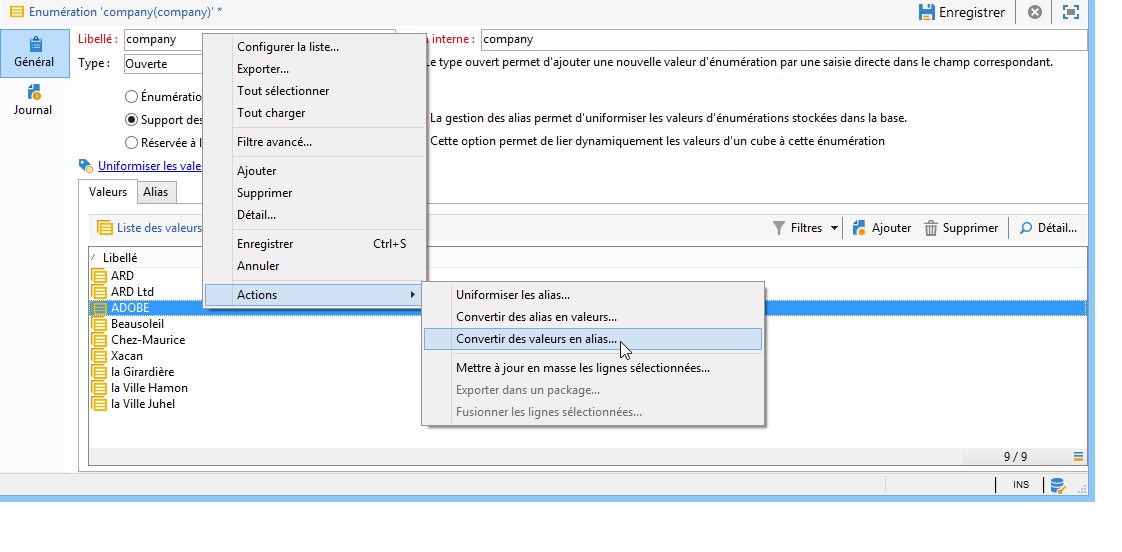 Enumération 'company(company)' *
Enregistrer
Général
Journal
Libellé :
company
interne :
company
Type :
Ouverte
e type ouvert permet d'ajouter une nouvelle valeur d'énumération par une saisie directe dans le champ correspondant.
Énumératio
Support des
La gestion des alias permet d'uniformiser les valeurs d'énumérations stockées dans la base.
Réservée à l
Cette option permet de lier dynamiquement les valeurs d'un cube à cette énumération
Uniformiser les vale
Valeurs
Alias
Liste des valeurs
Filtres
Ajouter
Supprimer
Détail...
Libellé
ARD
ARD Ltd
ADOBE
Beausoleil
Chez-Maurice
Xacan
la Girardière
la Ville Hamon
la Ville Juhel
Configurer la liste...
Exporter...
Tout sélectionner
Tout charger
Filtre avancé...
Ajouter
Supprimer
Détail...
Enregistrer Ctrl+S
Annuler
Actions
Uniformiser les alias...
Convertir des alias en valeurs...
Convertir des valeurs en alias...
Mettre à jour en masse les lignes sélectionnées...
Exporter dans un package...
Fusionner les lignes sélectionnées...
9 / 9
INS